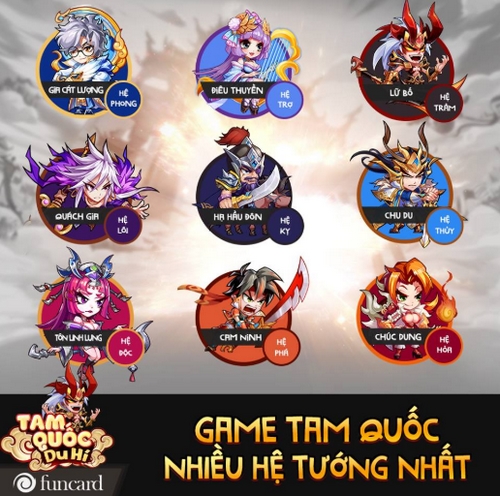 GIA CÁT LƯỢNG
HỆ
PHONG
ĐIÊU THUYỀN
HỆ
TRỢ
LỮ BỐ
HỆ
TRẢM
QUÁCH GIA
HỆ
LÔI
HẠ HẦU ĐÔN
HỆ
KỴ
CHU DU
HỆ
THỦY
TÔN LINH LUNG
HỆ
ĐỘC
CAM NINH
HỆ
PHÁ
CHÚC DUNG
HỆ
HỎA
TAM
QUỐC
Du Hí
funcard
GAME TAM QUỐC
NHIỀU HỆ TƯỚNG NHẤT